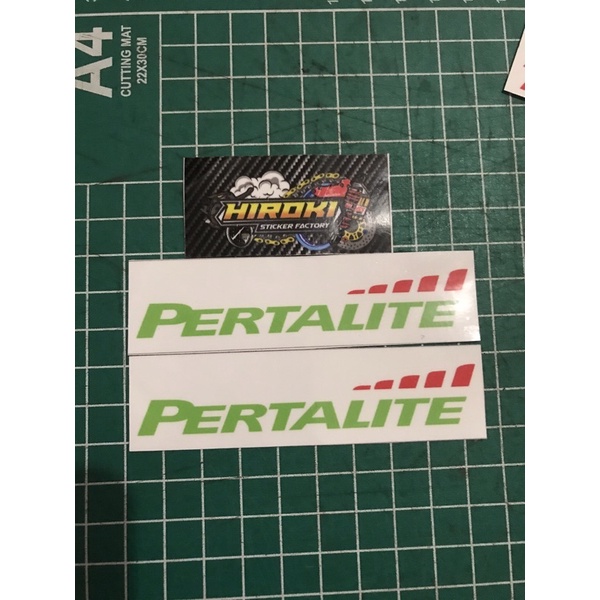 A4
CUTTING MAT
22X30CM
HIROKI
STICKER FACTORY
PERTALITE
PERTALITE